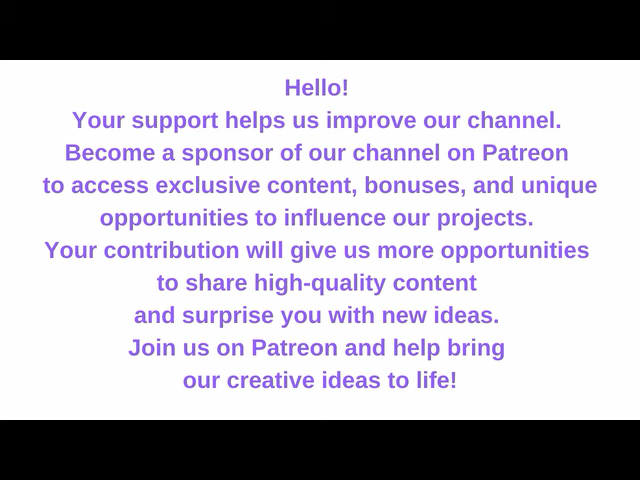 Hello!
Your support helps us improve our channel.
Become a sponsor of our channel on Patreon
to access exclusive content, bonuses, and unique
opportunities to influence our projects.
Your contribution will give us more opportunities
to share high-quality content
and surprise you with new ideas.
Join us on Patreon and help bring
our creative ideas to life!